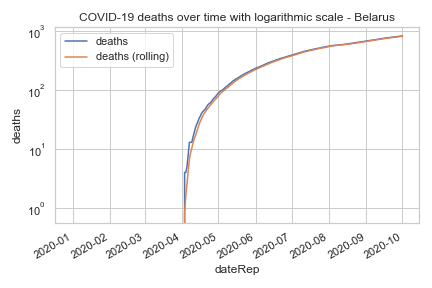 COVID-19 deaths over time with logarithmic scale - Belarus
deaths
deaths (rolling)
10³
10²
10¹
10⁰
deaths
2020-01
2020-02
2020-03
2020-04
2020-05
2020-06
2020-07
2020-08
2020-09
2020-10
dateRep